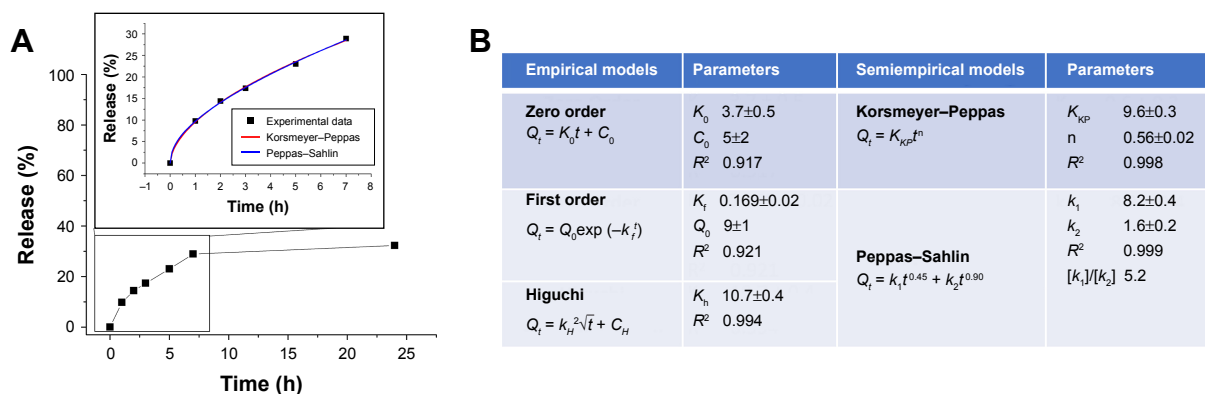 A
Release (%)
100
80
60
40
20
0
0
5
10
15
20
25
Time (h)
Release (%)
35
30
25
20
15
10
5
0
–1
0
1
2
3
4
5
6
7
8
Time (h)
Experimental data
Korsmeyer–Peppas
Peppas–Sahlin
B
Empirical models Parameters Semiempirical models Parameters
Zero order
Qt = K0t + C0
K0 3.7±0.5
C0 5±2
R2 0.917
Korsmeyer–Peppas
Qt = KKPtn
KKP 9.6±0.3
n 0.56±0.02
R2 0.998
First order
Qt = Q0exp (–kft)
Kf 0.169±0.02
Q0 9±1
R2 0.921
Higuchi
Qt = kH2√t + CH
Kh 10.7±0.4
R2 0.994
Peppas–Sahlin
Qt = k1t0.45 + k2t0.90
k1 8.2±0.4
k2 1.6±0.2
R2 0.999
[k1]/[k2] 5.2